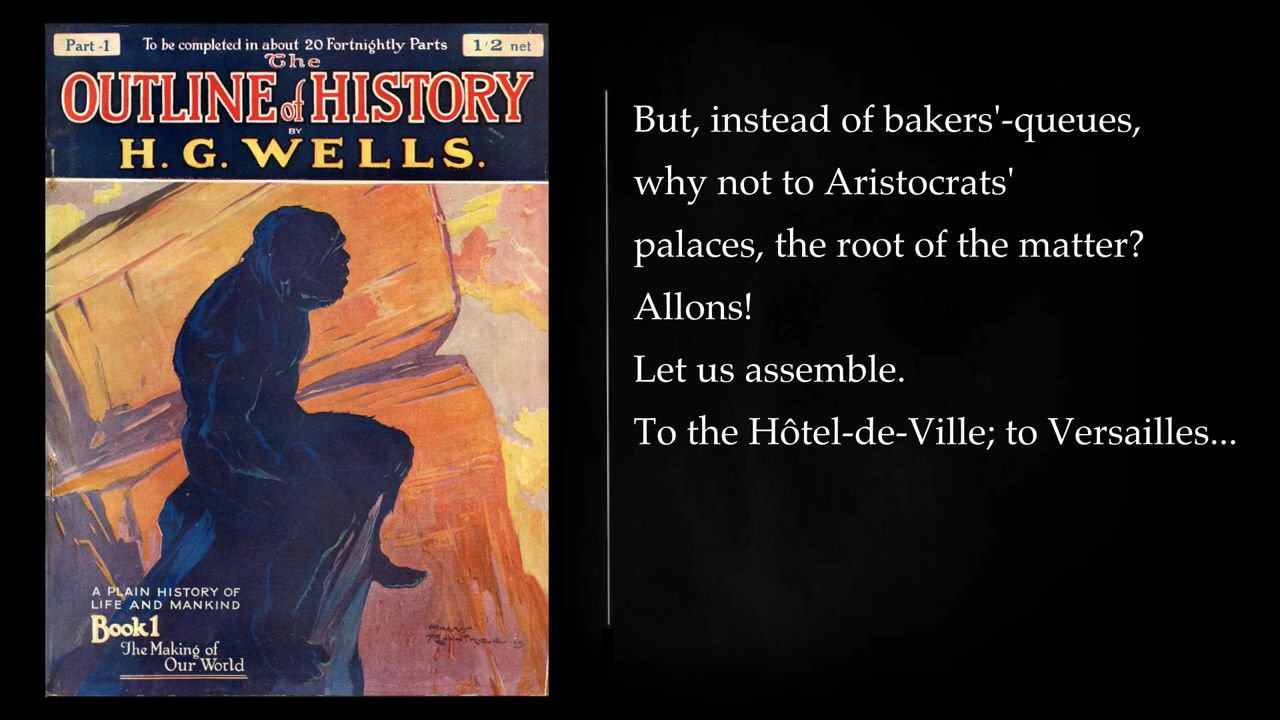 Part -1
To be completed in about 20 Fortnightly Parts
1/2 net
The
OUTLINE of HISTORY
BY
H. G. WELLS.
A PLAIN HISTORY OF
LIFE AND MANKIND
Book 1
The Making of
Our World
But, instead of bakers'-queues,
why not to Aristocrats'
palaces, the root of the matter?
Allons!
Let us assemble.
To the Hôtel-de-Ville; to Versailles...